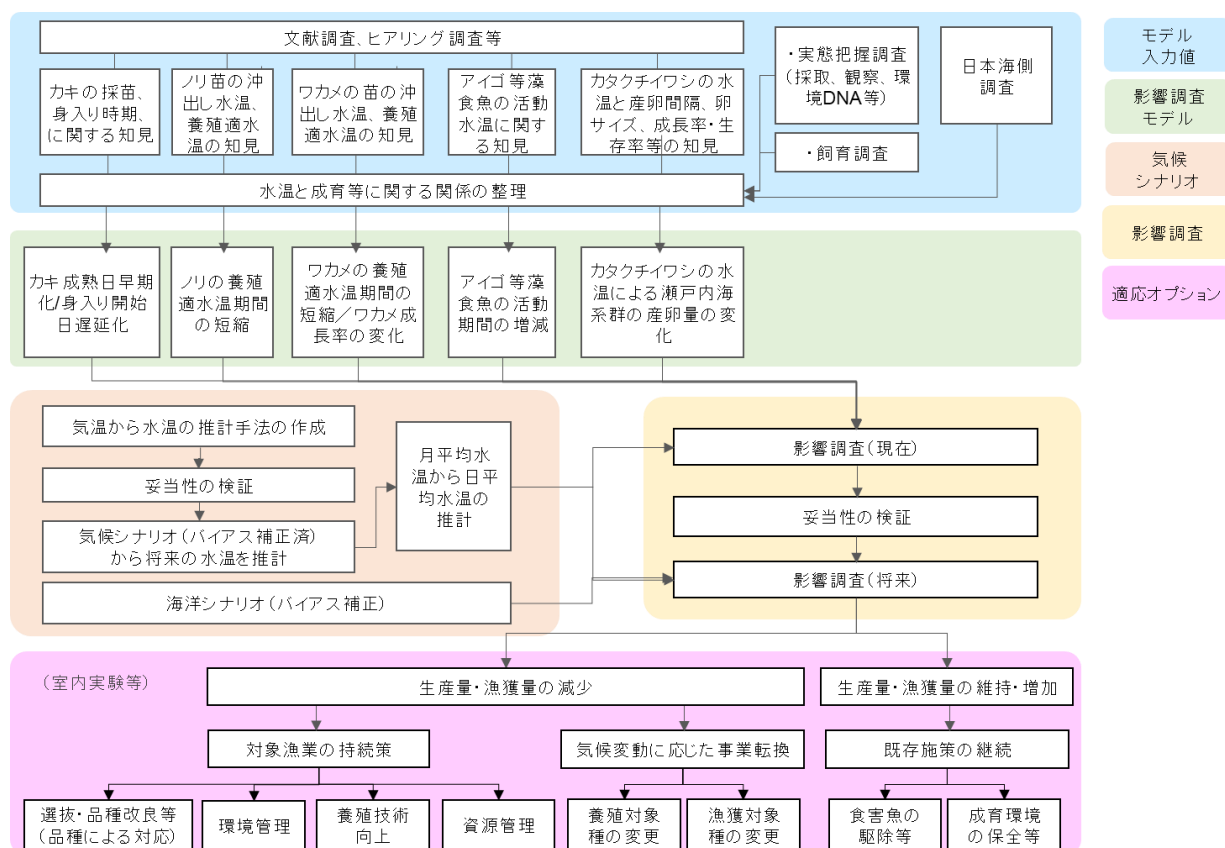 文献調査、ヒアリング調査等
カキの採苗、
身入り時期、
に関する知見
ノリ苗の沖
出し水温、
養殖適水
温の知見
ワカメの苗の沖
出し水温、養殖
適水温の知見
アイゴ等藻
食魚の活動
水温に関す
る知見
カタクチイワシの水
温と産卵間隔、卵
サイズ、成長率・生
存率等の知見
・実態把握調査
（採取、観察、環
境DNA等）
・飼育調査
日本海側
調査
水温と成育等に関する関係の整理
モデル
入力値
影響調査
モデル
気候
シナリオ
影響調査
適応オプション
カキ成熟日早期
化/身入り開始
日遅延化
ノリの養殖
適水温期間
の短縮
ワカメの養殖
適水温期間の
短縮／ワカメ成
長率の変化
アイゴ等藻
食魚の活動
期間の増減
カタクチイワシの水
温による瀬戸内海
系群の産卵量の変
化
気温から水温の推計手法の作成
妥当性の検証
気候シナリオ（バイアス補正済）
から将来の水温を推計
月平均水
温から日平
均水温の
推計
海洋シナリオ（バイアス補正）
影響調査（現在）
妥当性の検証
影響調査（将来）
（室内実験等）
生産量・漁獲量の減少
生産量・漁獲量の維持・増加
対象漁業の持続策
気候変動に応じた事業転換
既存施策の継続
選抜・品種改良等
（品種による対応）
環境管理
養殖技術
向上
資源管理
養殖対象
種の変更
漁獲対象
種の変更
食害魚の
駆除等
成育環境
の保全等